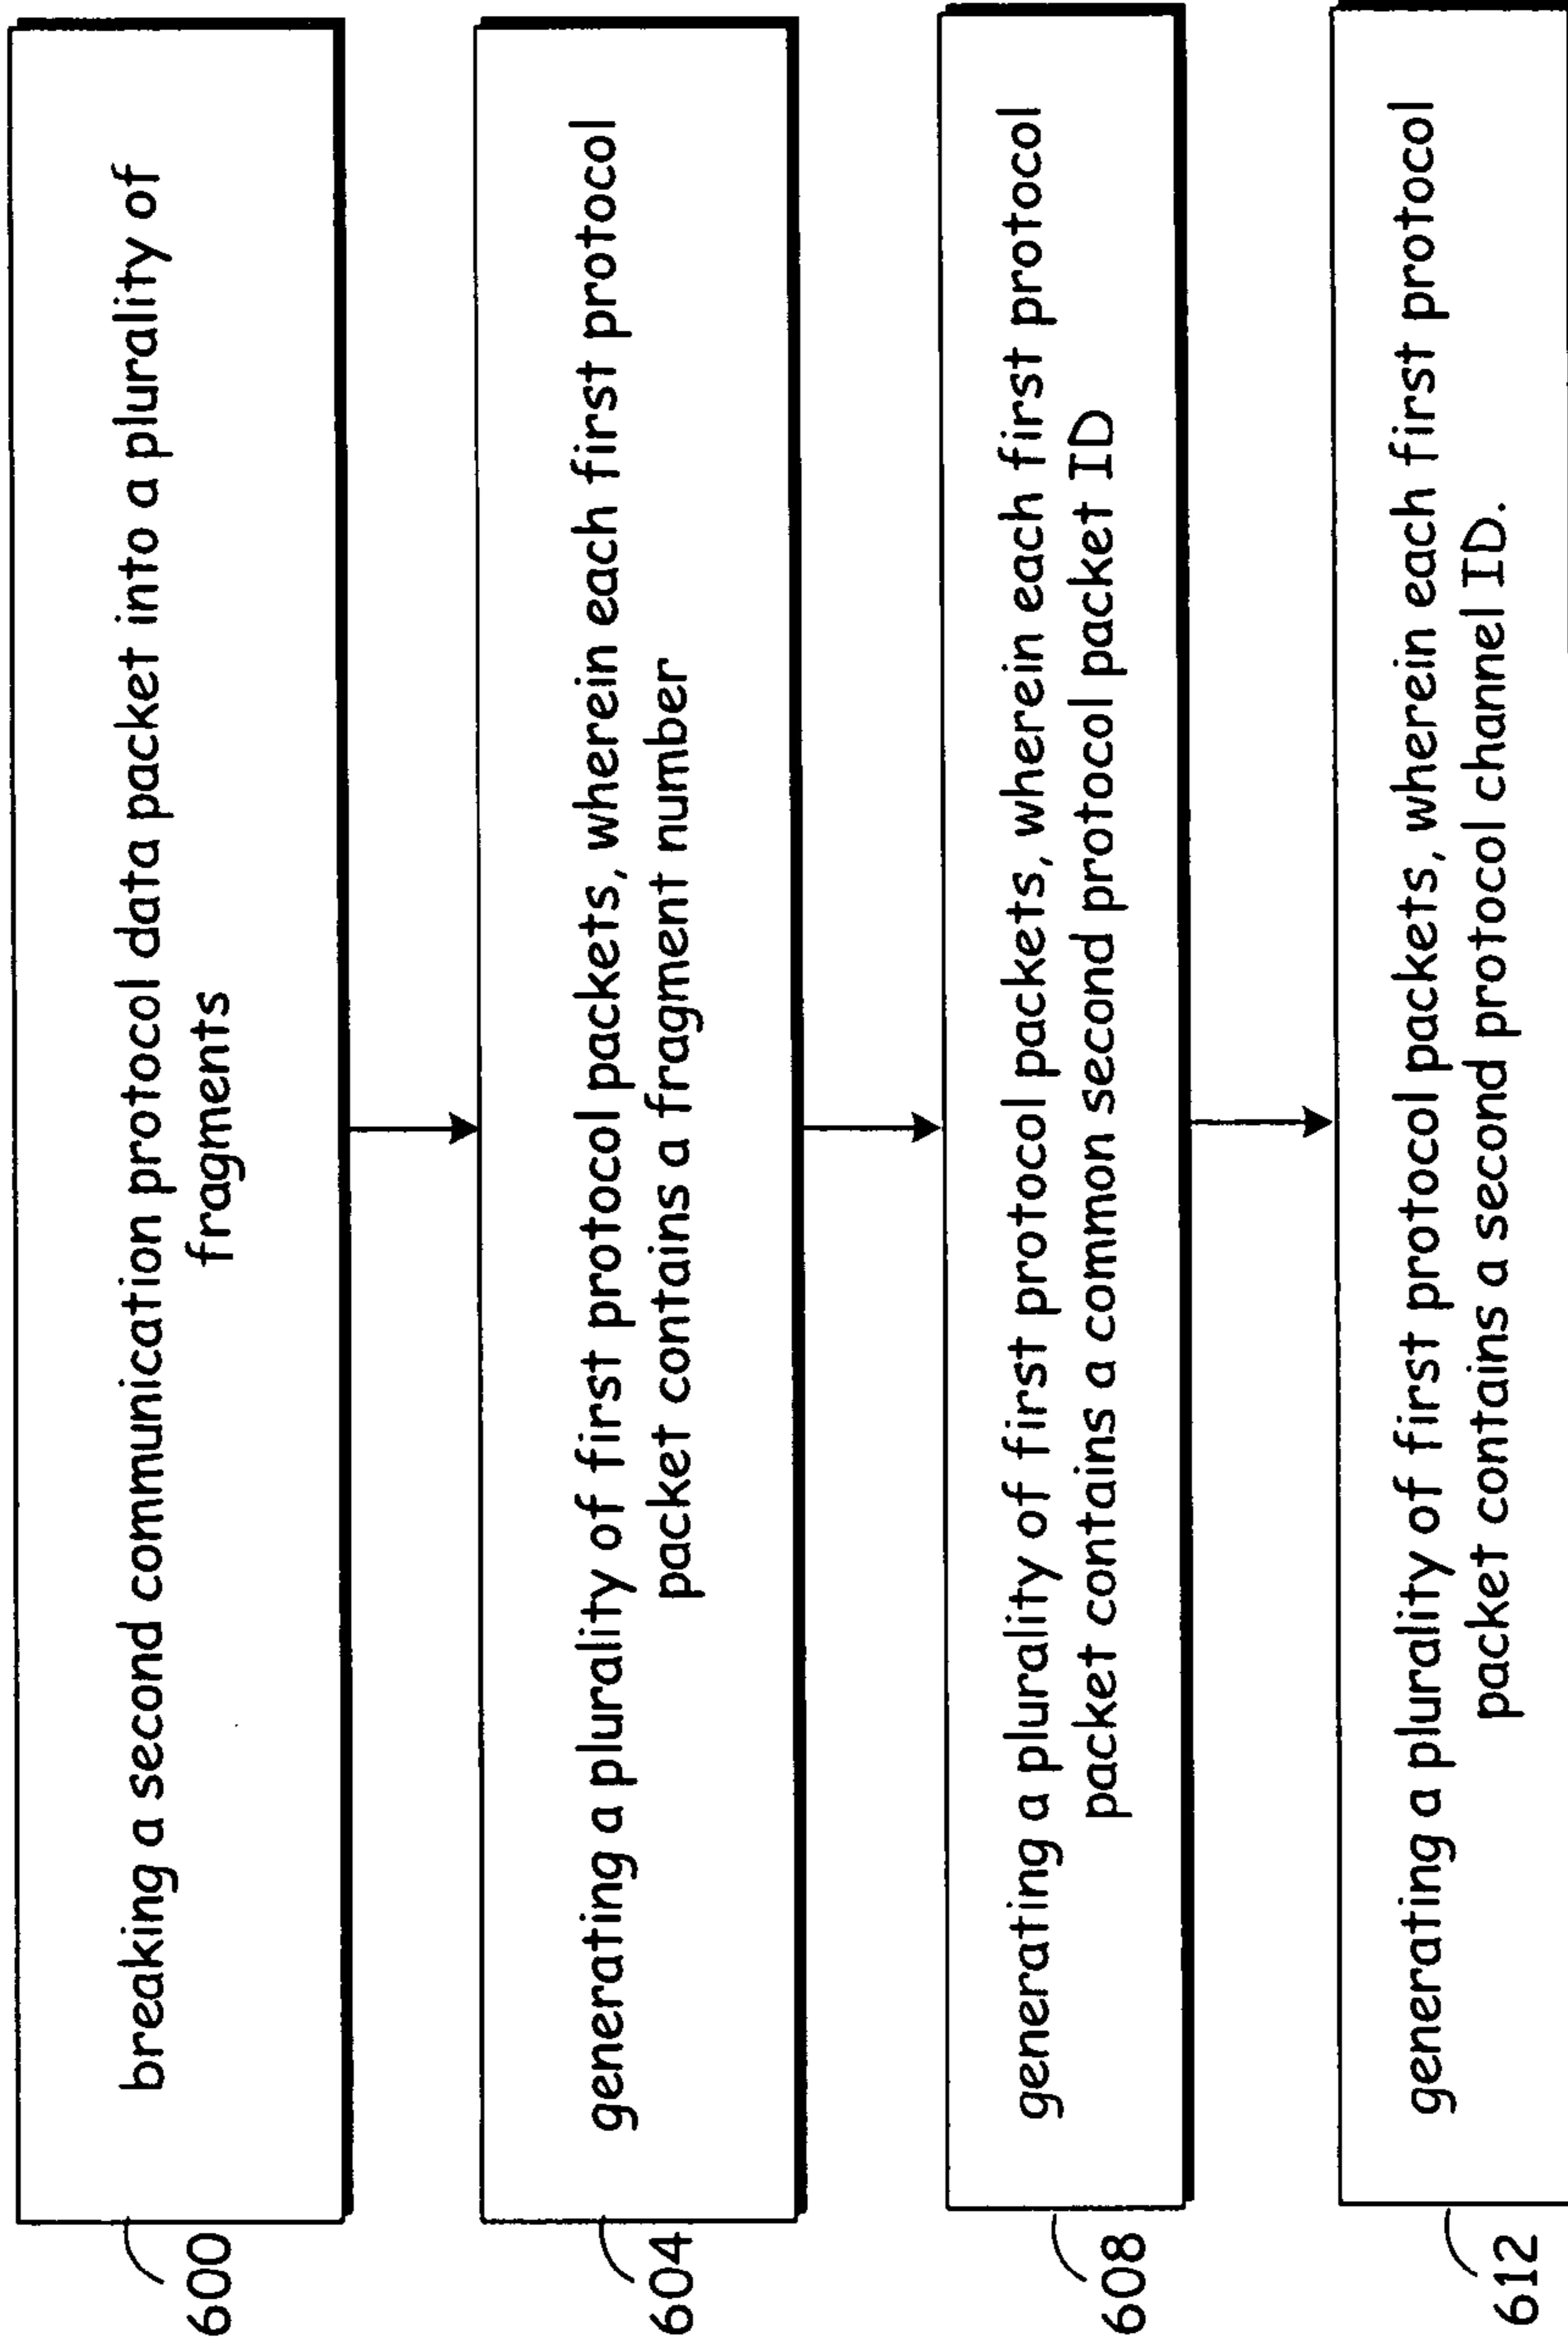 600
breaking a second communication protocol data packet into a plurality of
fragments
604
generating a plurality of first protocol packets, wherein each first protocol
packet contains a fragment number
608
generating a plurality of first protocol packets, wherein each first protocol
packet contains a common second protocol packet ID
612
generating a plurality of first protocol packets, wherein each first protocol
packet contains a second protocol channel ID.